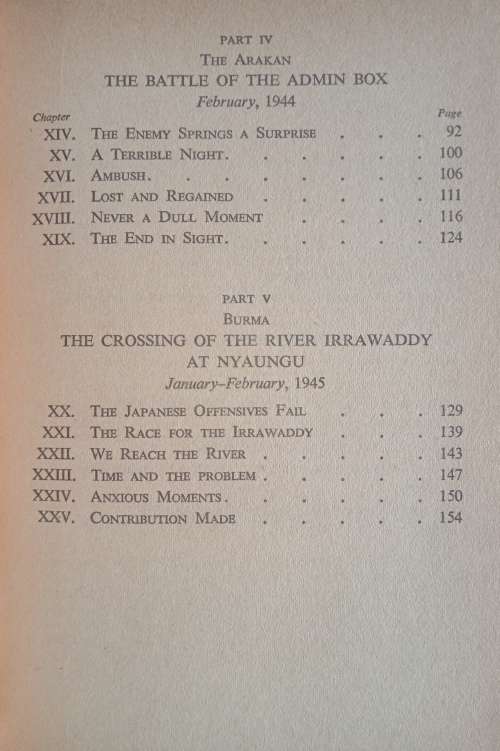 PART IV
THE ARAKAN
THE BATTLE OF THE ADMIN BOX
February, 1944
Chapter Page
XIV. THE ENEMY SPRINGS A SURPRISE . . . 92
XV. A TERRIBLE NIGHT. . . . . . 100
XVI. AMBUSH. . . . . . . 106
XVII. LOST AND REGAINED . . . . . 111
XVIII. NEVER A DULL MOMENT . . . . 116
XIX. THE END IN SIGHT. . . . . . 124
PART V
BURMA
THE CROSSING OF THE RIVER IRRAWADDY
AT NYAUNGU
January–February, 1945
XX. THE JAPANESE OFFENSIVES FAIL . . . 129
XXI. THE RACE FOR THE IRRAWADDY . . . 139
XXII. WE REACH THE RIVER . . . . . 143
XXIII. TIME AND THE PROBLEM . . . . . 147
XXIV. ANXIOUS MOMENTS . . . . . . 150
XXV. CONTRIBUTION MADE . . . . . 154